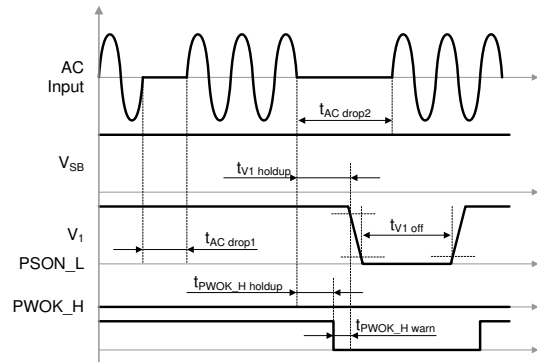 AC
Input
tAC drop2
VSB
tV1 holdup
V1
tAC drop1
tV1 off
PSON_L
tPWOK_H holdup
PWOK_H
tPWOK_H warn